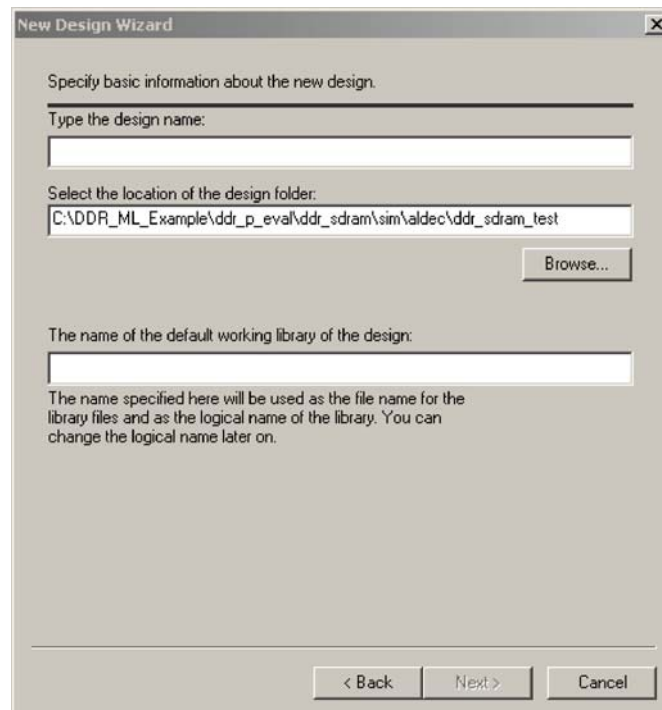 New Design Wizard
Specify basic information about the new design.
Type the design name:
Select the location of the design folder:
C:\DDR_ML_Example\ddr_p_eval\ddr_sdram\sim\aldec\ddr_sdram_test
Browse...
The name of the default working library of the design:
The name specified here will be used as the file name for the
library files and as the logical name of the library. You can
change the logical name later on.
< Back
Next >
Cancel